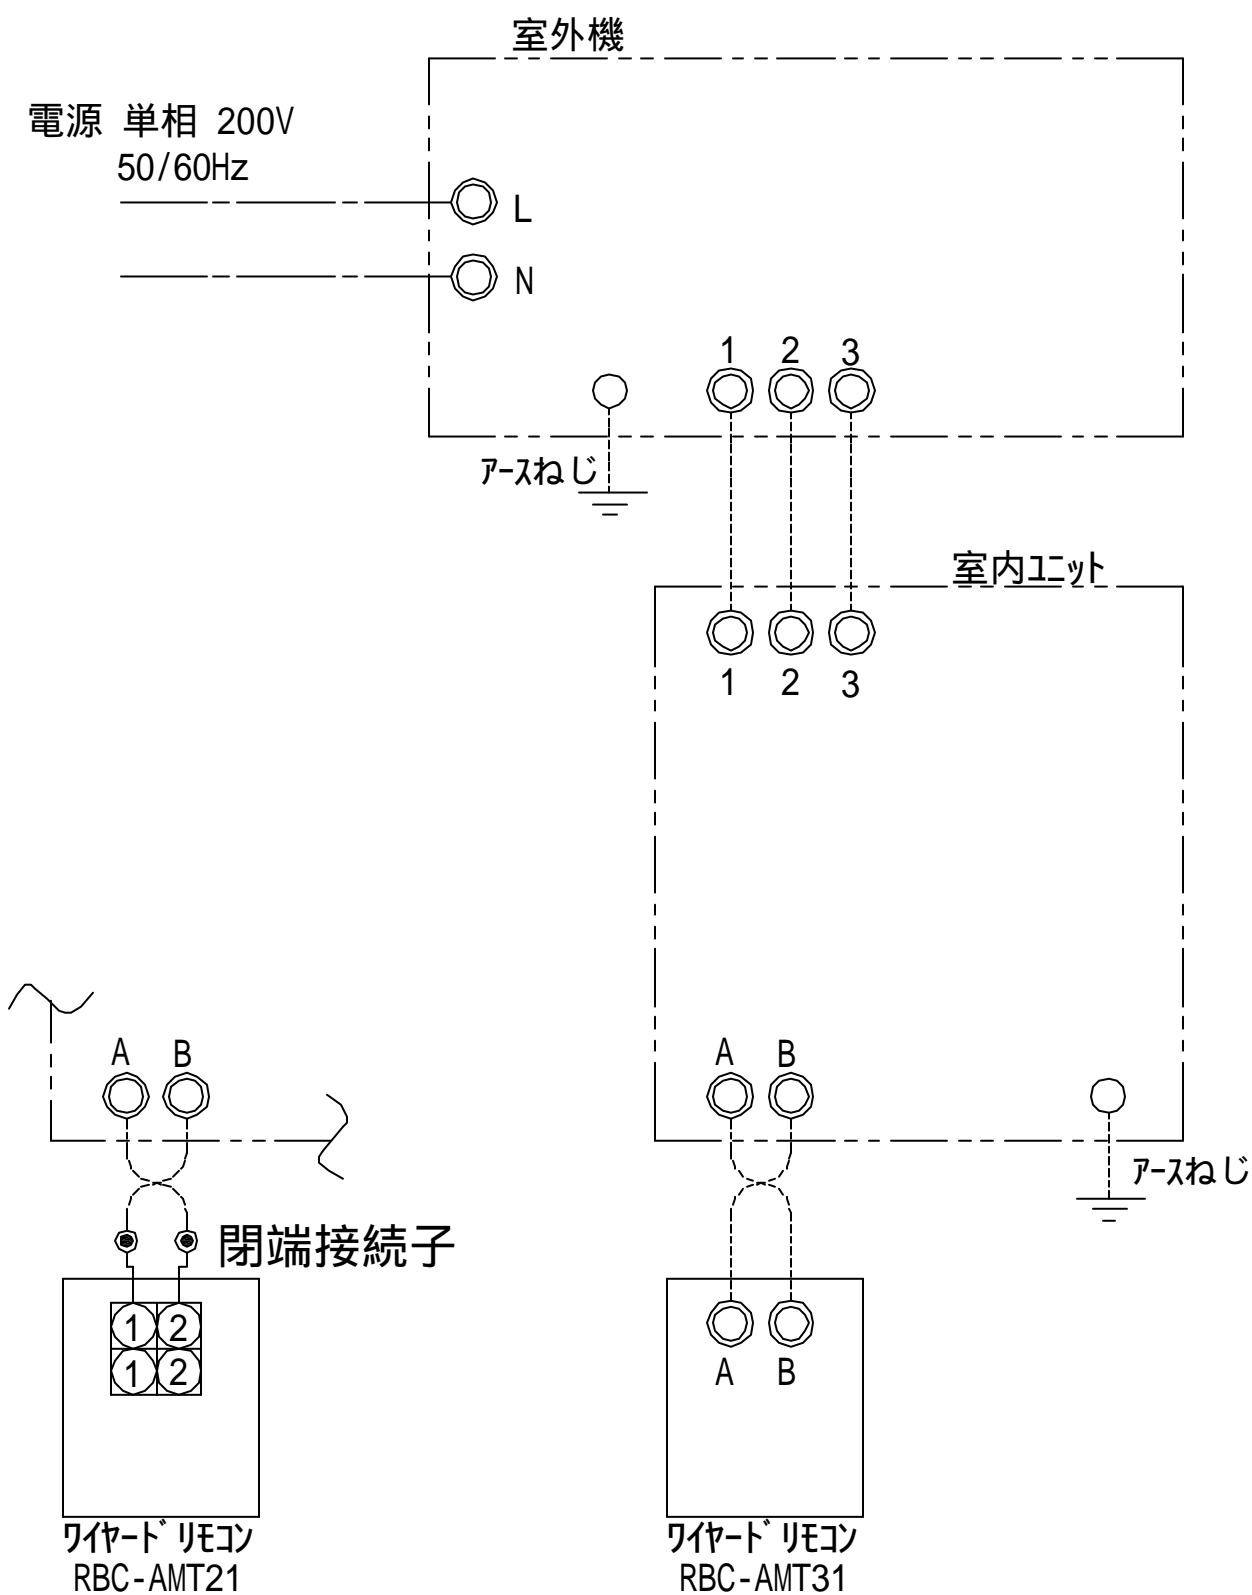 室外機
電源 単相 200V
50/60Hz
L
N
1 2 3
ｱｰｽねじ
室内ﾕﾆｯﾄ
1 2 3
A B
A B
ｱｰｽねじ
閉端接続子
1 2
1 2
A B
ﾜｲﾔｰﾄﾞﾘﾓｺﾝ
RBC-AMT21
ﾜｲﾔｰﾄﾞﾘﾓｺﾝ
RBC-AMT31